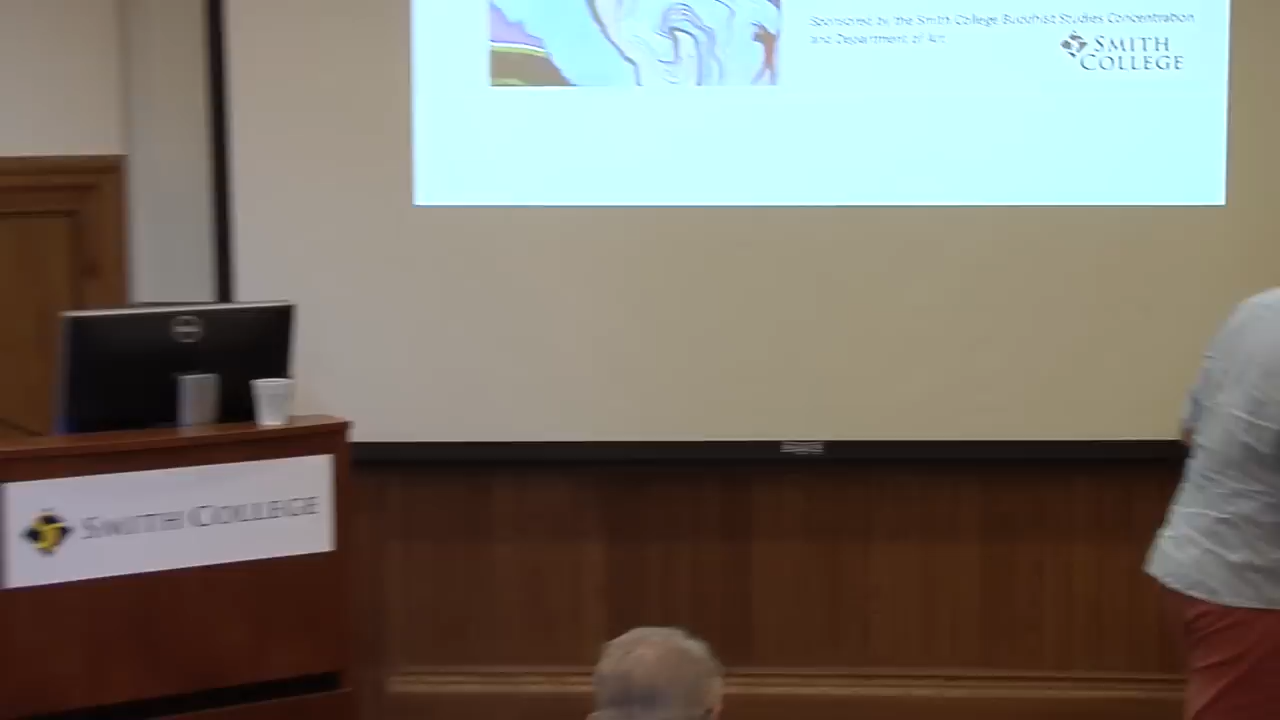 Sponsored by the Smith College Buddhist Studies Concentration
and Department of Art
SMITH
COLLEGE
SMITH COLLEGE